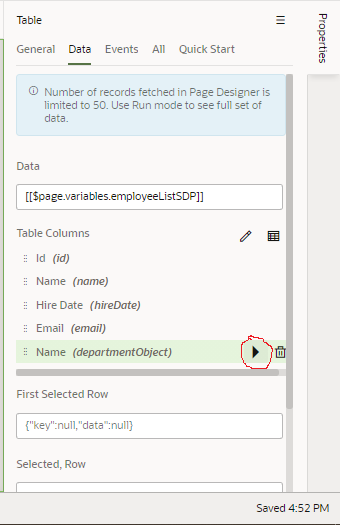 Table
Properties
General Data Events All Quick Start
Number of records fetched in Page Designer is
limited to 50. Use Run mode to see full set of
data.
Data
[[$page.variables.employeeListSDP]]
Table Columns
Id (id)
Name (name)
Hire Date (hireDate)
Email (email)
Name (departmentObject)
First Selected Row
{"key":null,"data":null}
Selected, Row
Saved 4:52 PM